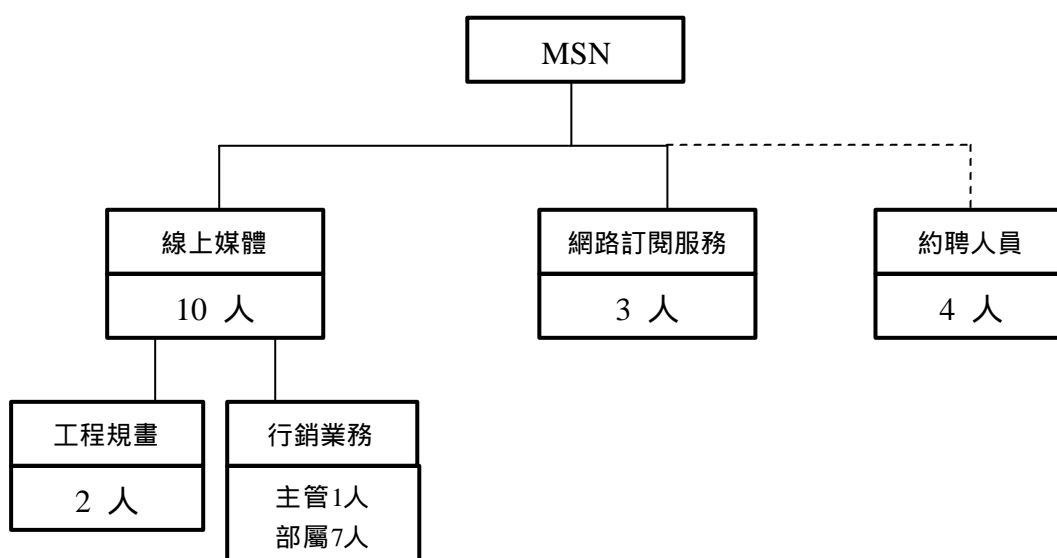 MSN
線上媒體
10 人
網路訂閱服務
3 人
約聘人員
4 人
工程規畫
2 人
行銷業務
主管1人
部屬7人